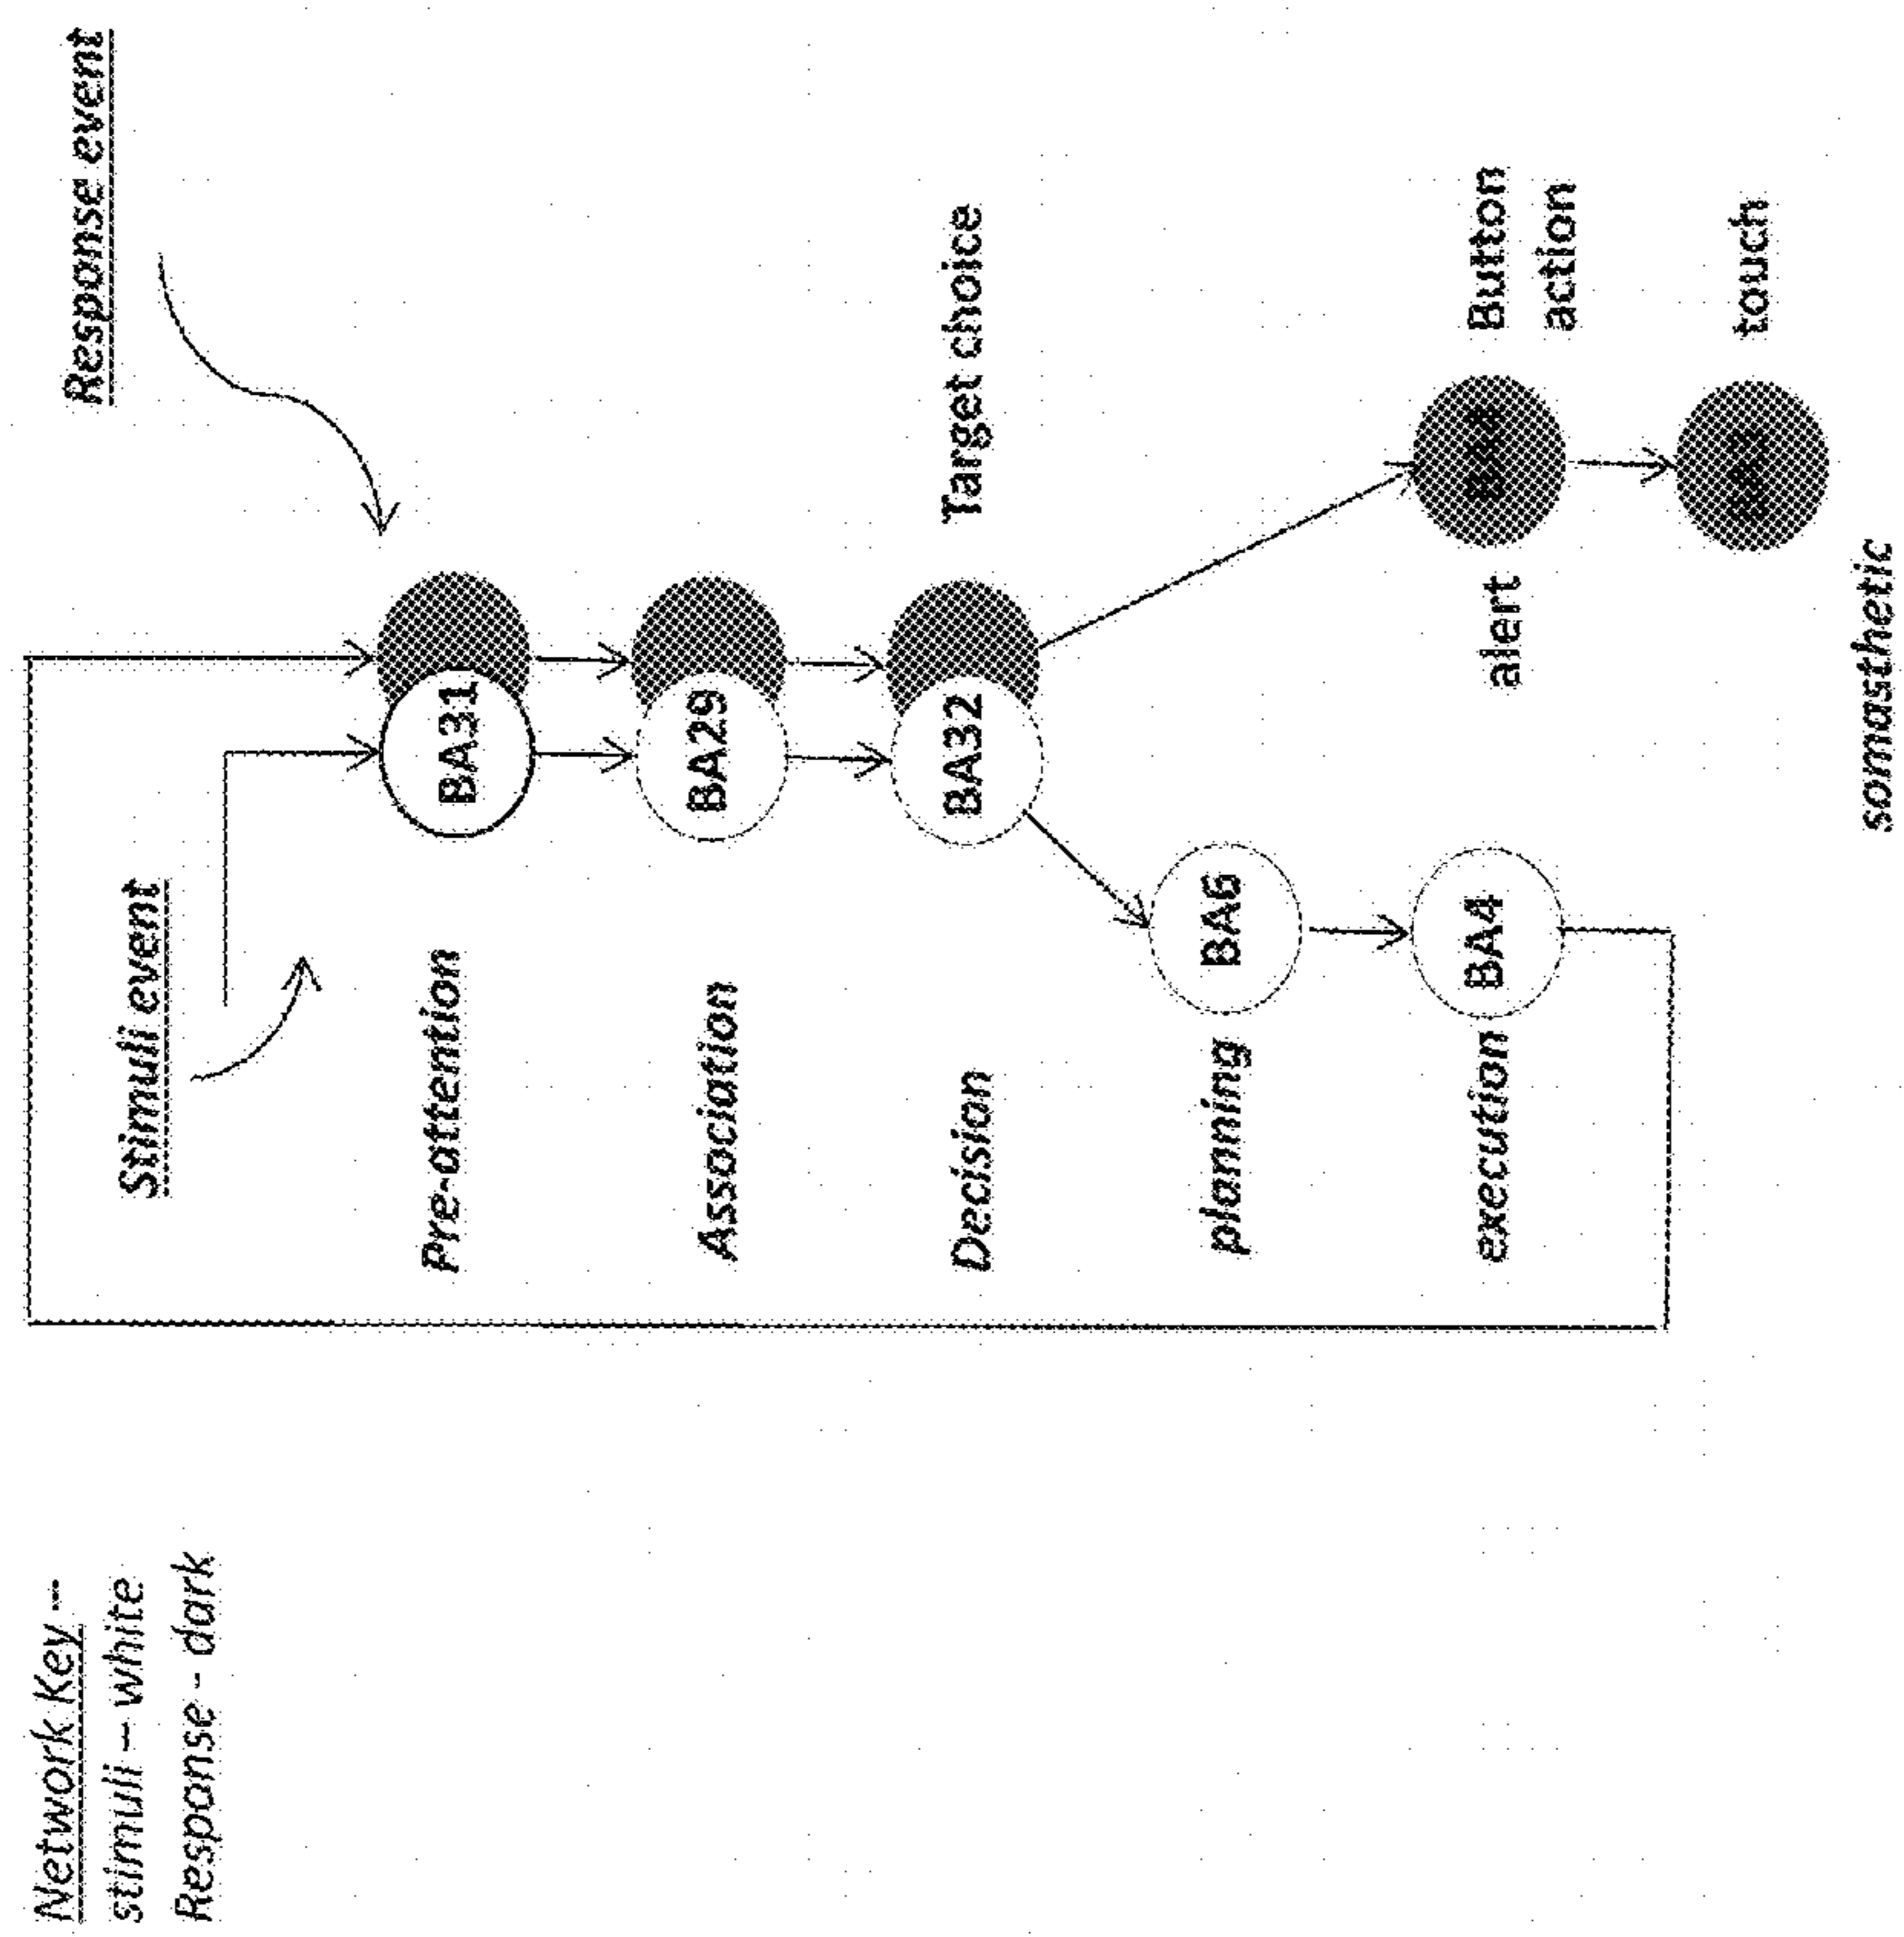 Network Key –
stimuli – white
Response - dark
Stimuli event
Response event
Pre-attention BA31
Association BA29
Decision BA32 Target choice
planning BA6
execution BA4 alert BA4 Button
action
touch
somasthetic